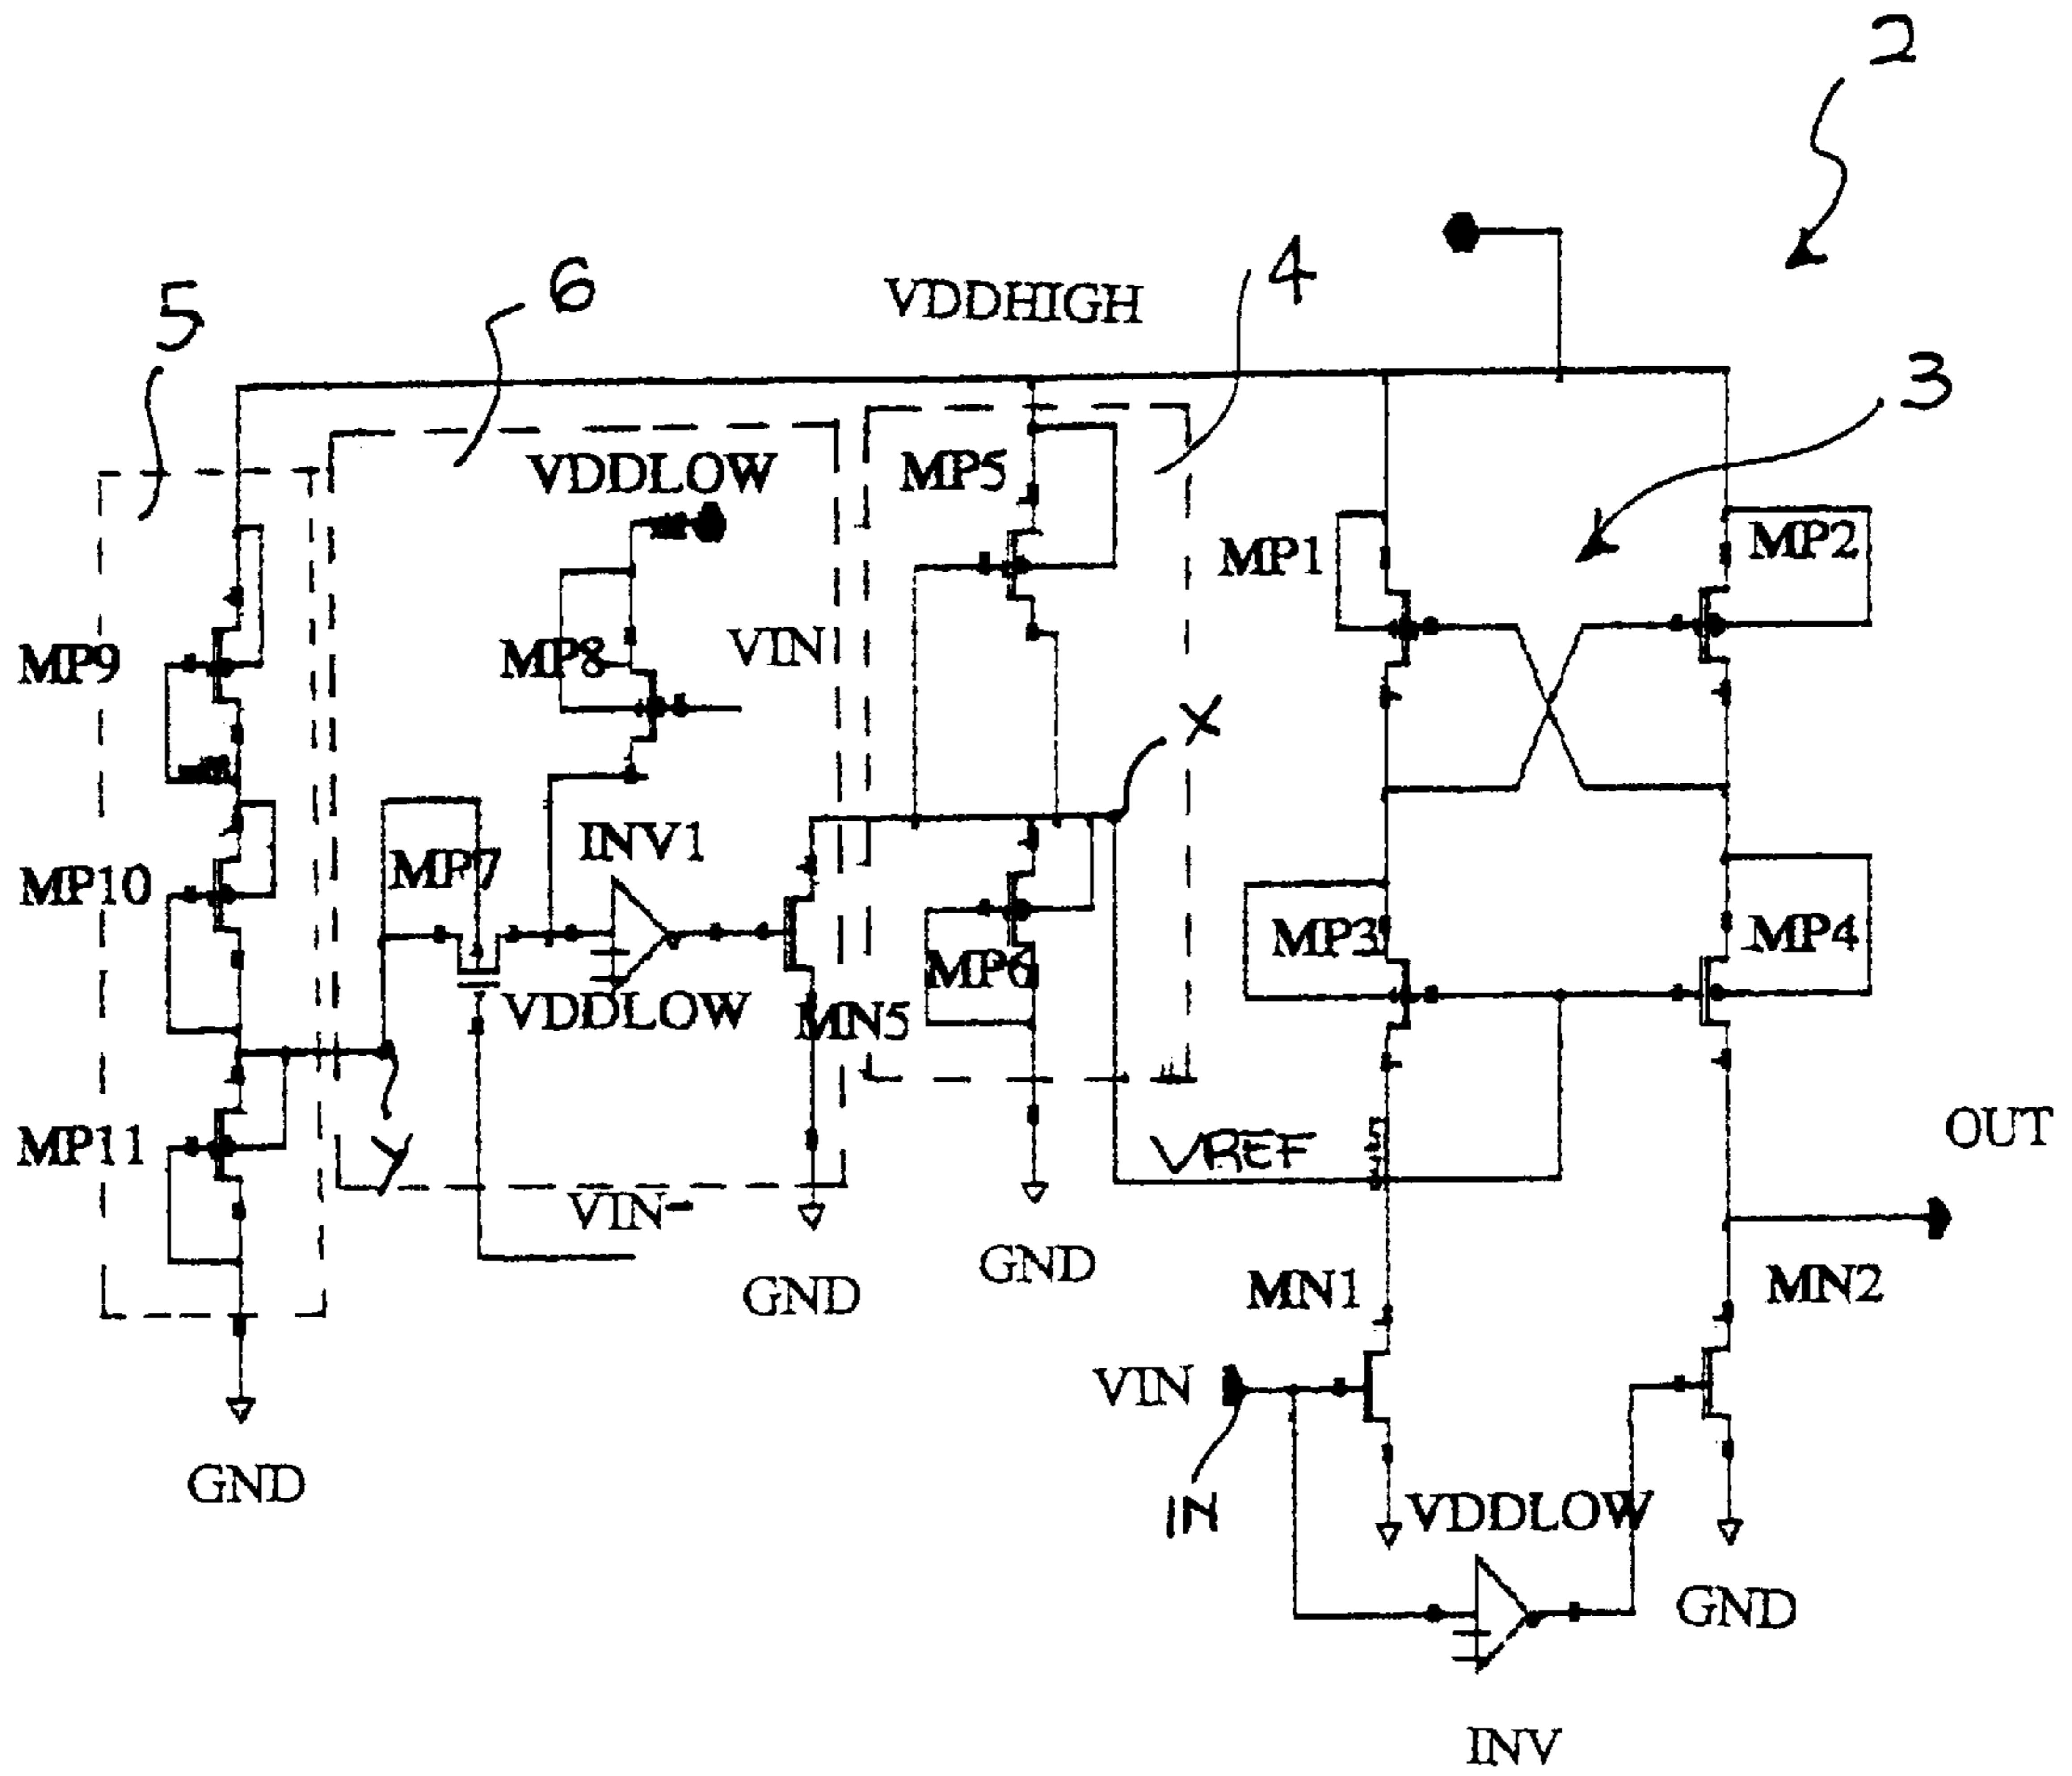 2
4
6
5
VDDHIGH
3
VDDLOW
MP5
MP1
MP2
MP9
MP8
VIN
X
MP10
MP7
INV1
MP3
MP4
MP6
VDDLOW
MN5
MP11
Y
VREF
OUT
VIN-
GND
GND
MN1
MN2
VIN
GND
IN
VDDLOW
GND
INV